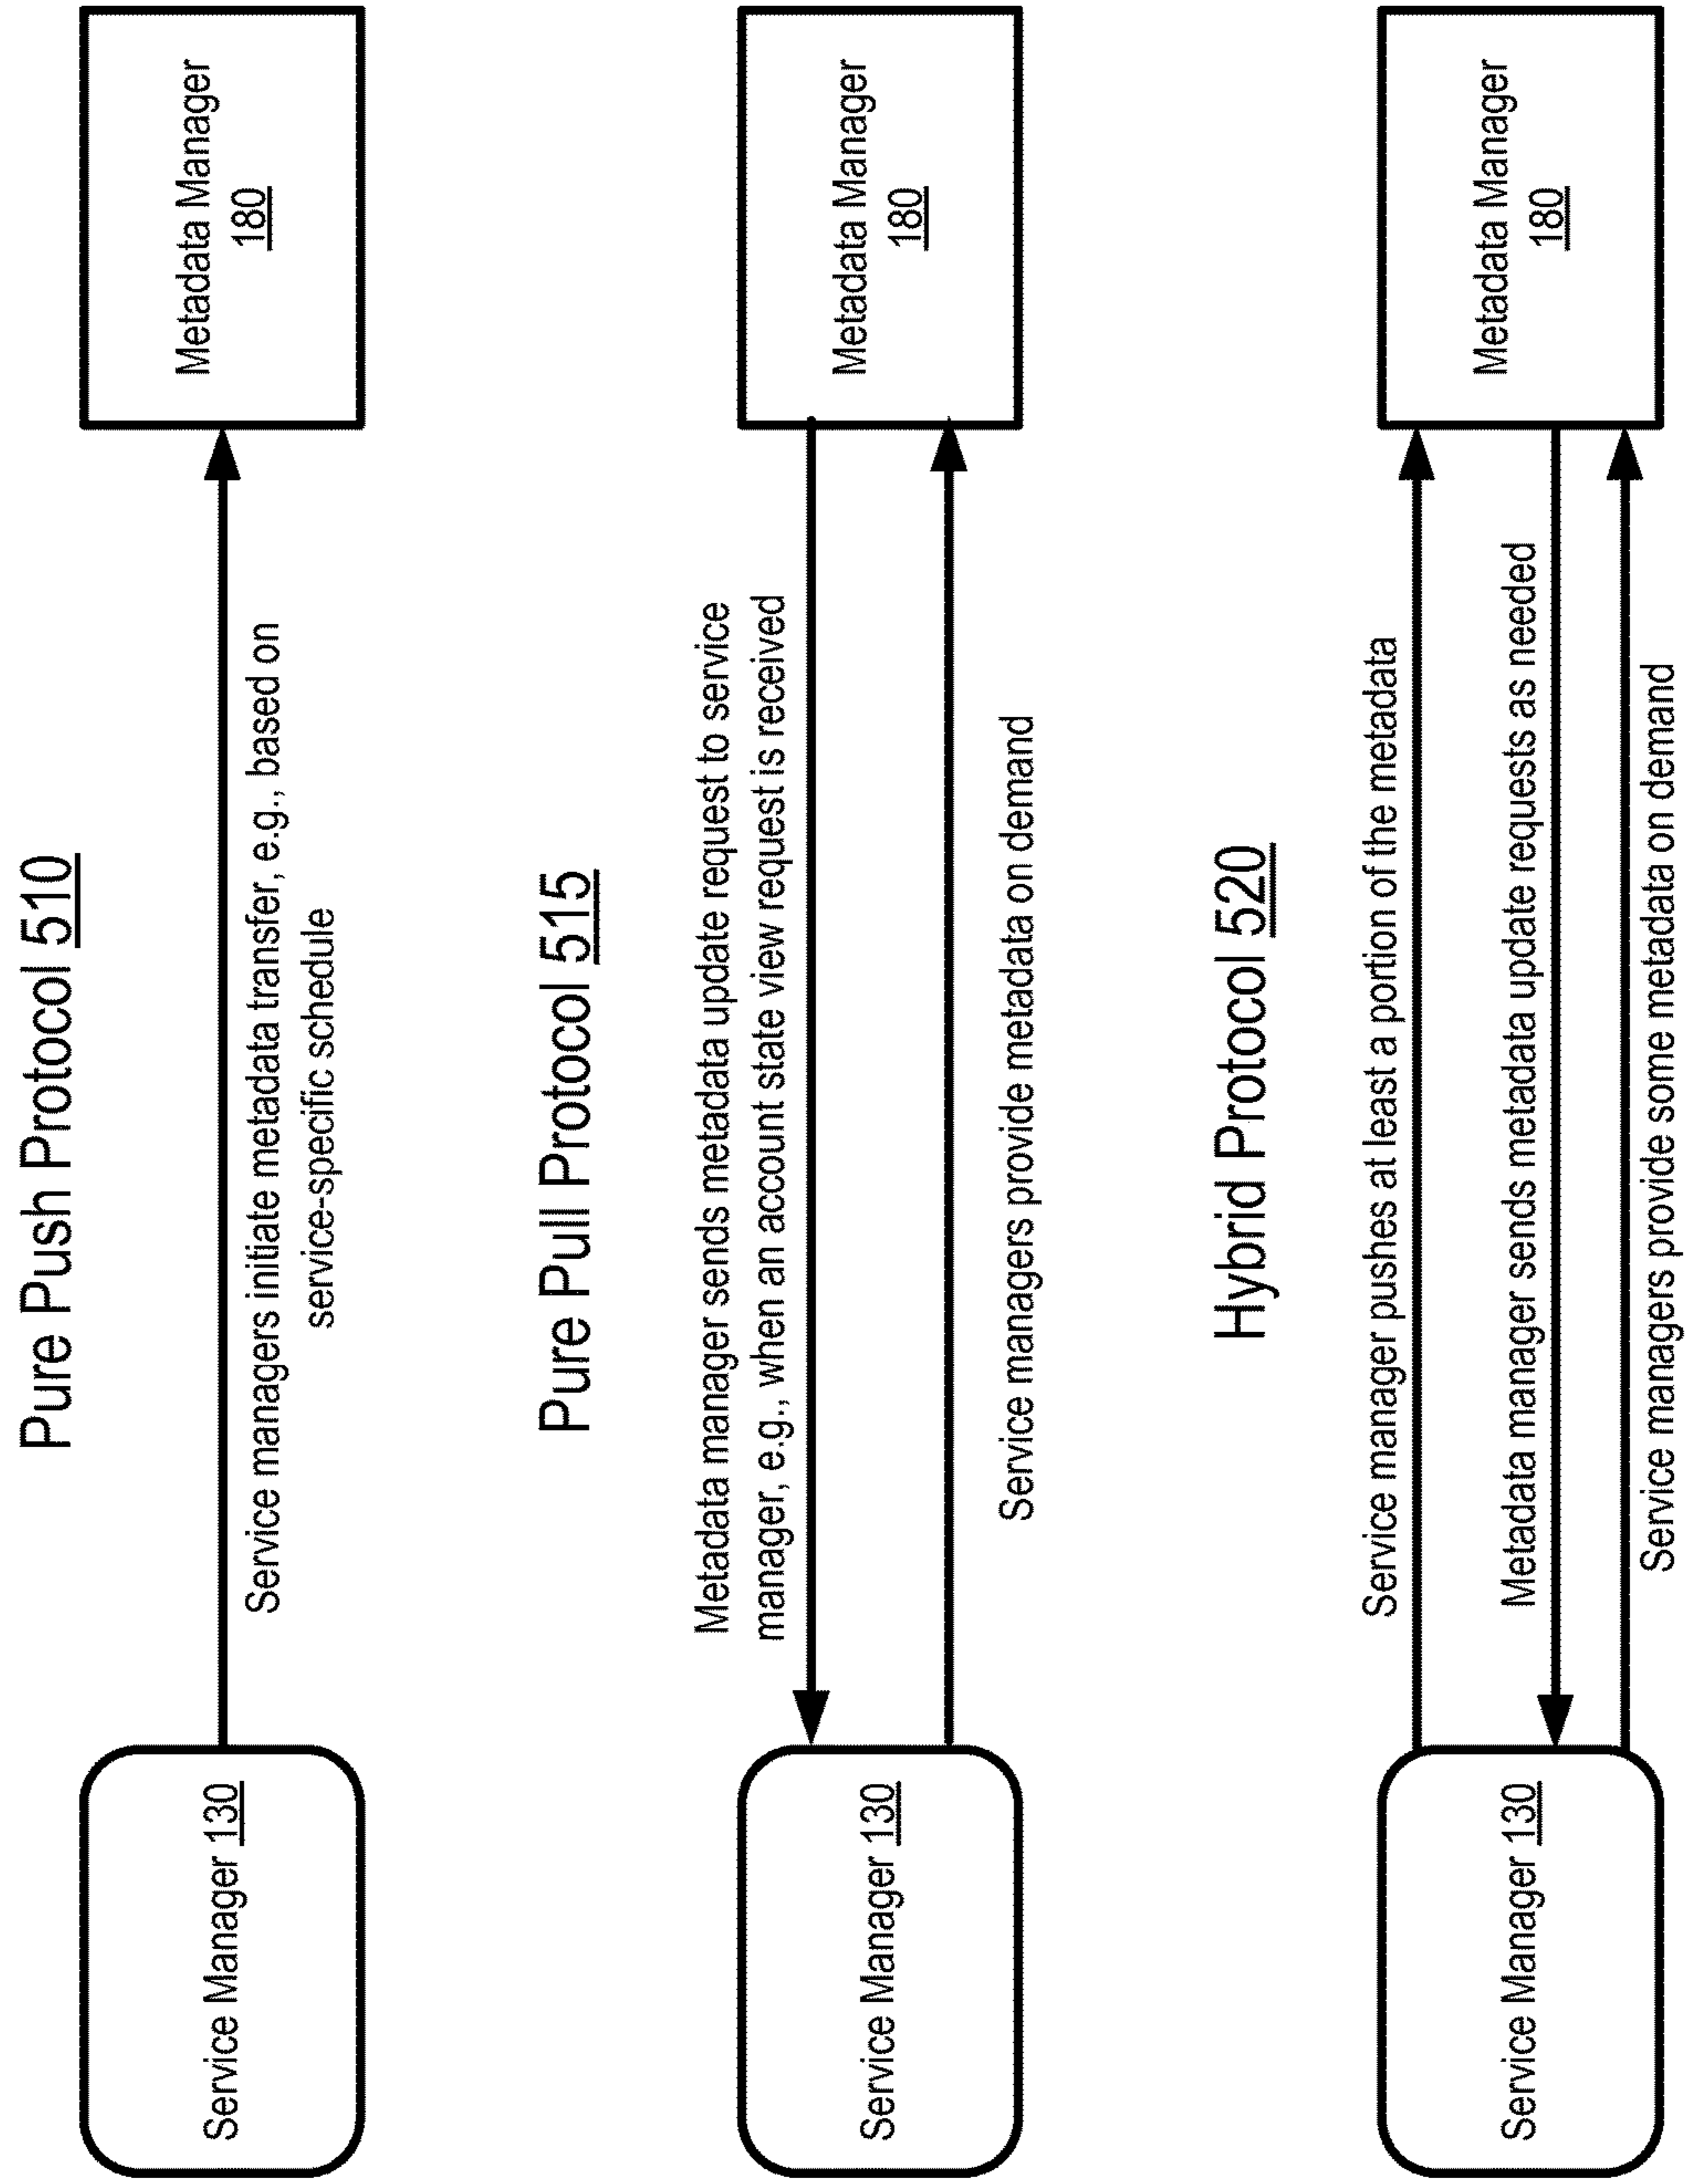 Pure Push Protocol 510
Service Manager 130
Service managers initiate metadata transfer, e.g., based on
service-specific schedule
Metadata Manager
180
Pure Pull Protocol 515
Service Manager 130
Metadata manager sends metadata update request to service
manager, e.g., when an account state view request is received
Service managers provide metadata on demand
Metadata Manager
180
Hybrid Protocol 520
Service Manager 130
Service manager pushes at least a portion of the metadata
Metadata manager sends metadata update requests as needed
Service managers provide some metadata on demand
Metadata Manager
180